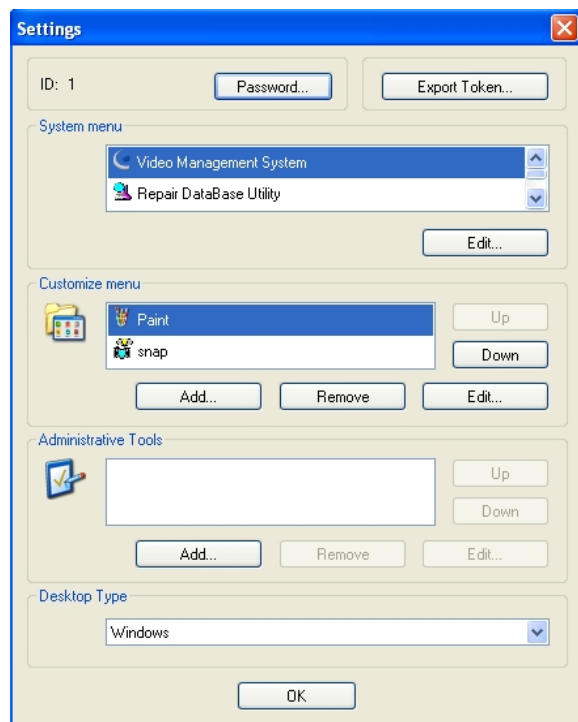 Settings
ID: 1
Password...
Export Token...
System menu
Video Management System
Repair DataBase Utility
Edit...
Customize menu
Paint
snap
Up
Down
Add...
Remove
Edit...
Administrative Tools
Up
Down
Add...
Remove
Edit...
Desktop Type
Windows
OK